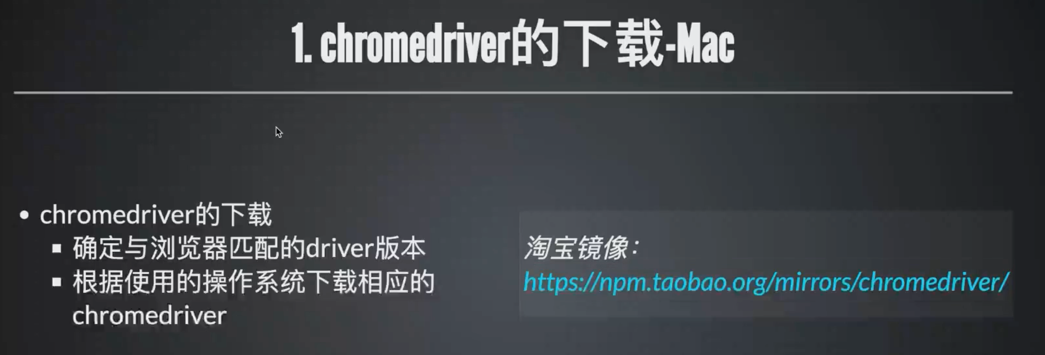 1. chromedriver的下载-Mac
chromedriver的下载
确定与浏览器匹配的driver版本
根据使用的操作系统下载相应的
chromedriver
淘宝镜像：
https://npm.taobao.org/mirrors/chromedriver/